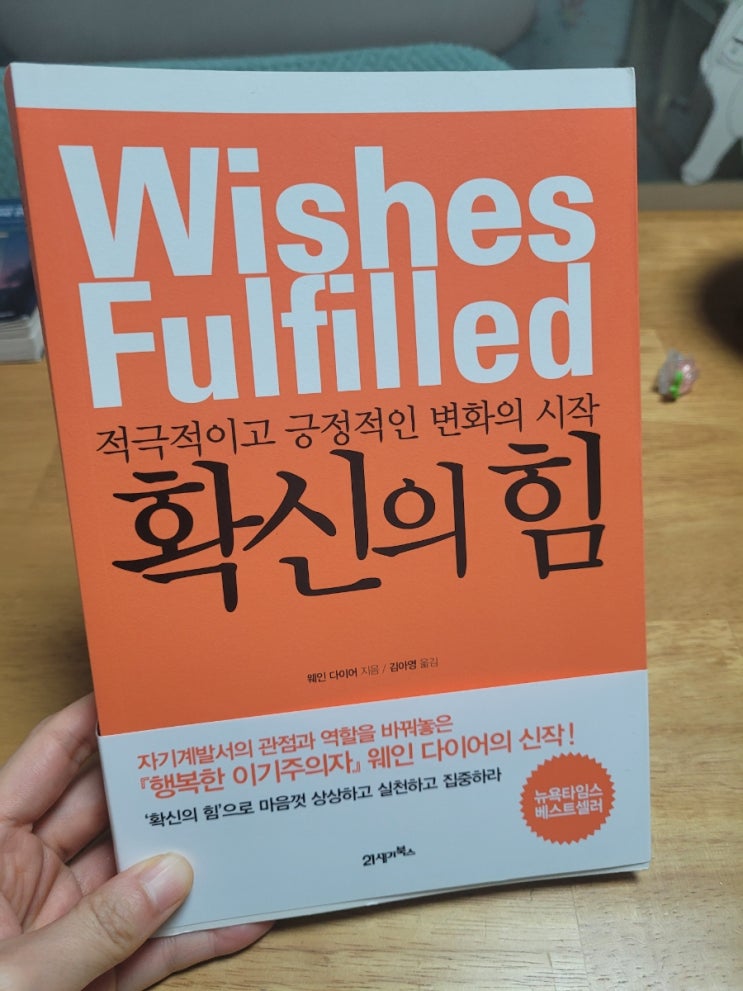 Wishes
Fulfilled
적극적이고 긍정적인 변화의 시작
확신의 힘
웨인 다이어 지음 / 김아영 옮김
자기계발서의 관점과 역할을 바꿔놓은
『행복한 이기주의자』 웨인 다이어의 신작!
'확신의 힘'으로 마음껏 상상하고 실천하고 집중하라
뉴욕타임스
베스트셀러
21세기북스